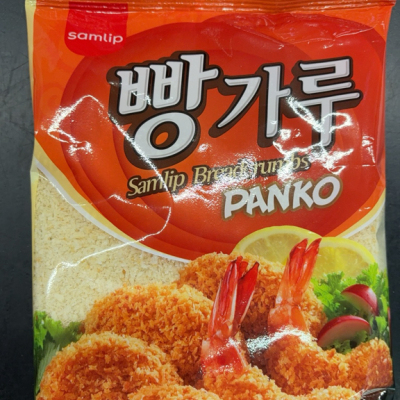 samlip
빵가루
Samlip Breadcrumbs
PANKO